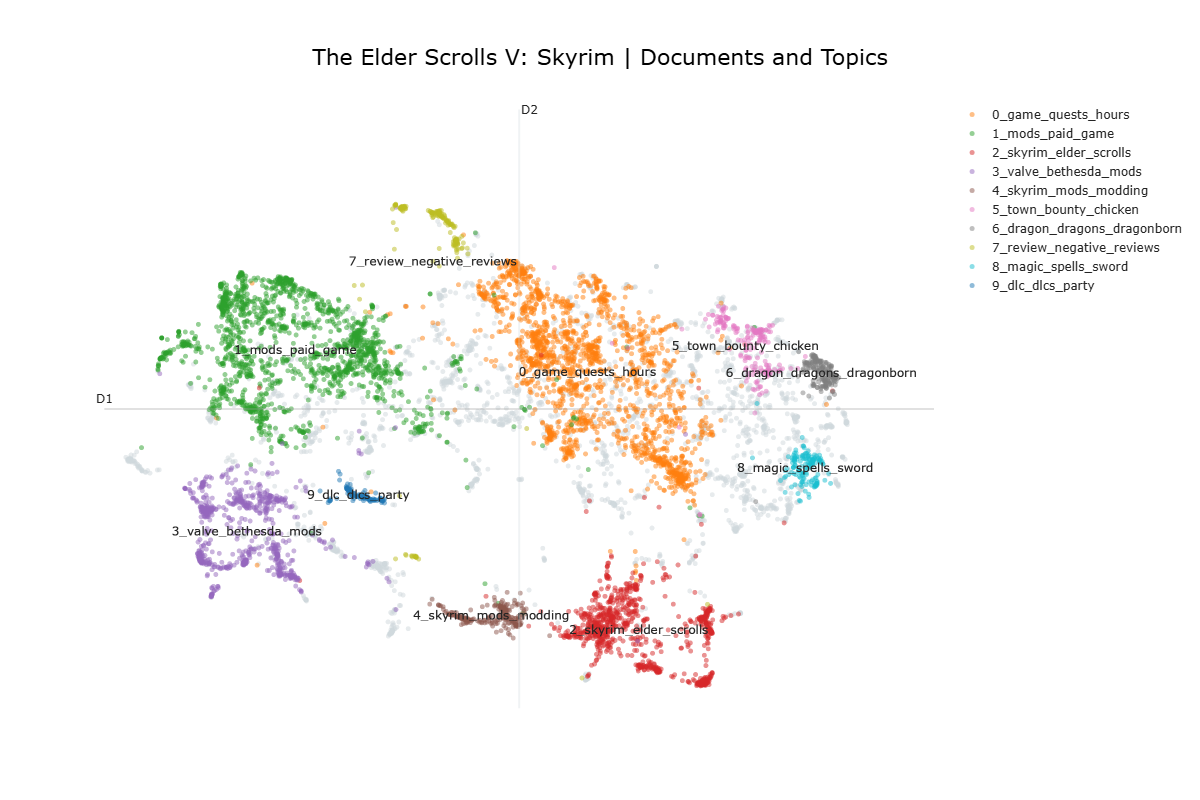 The Elder Scrolls V: Skyrim | Documents and Topics
D2
0_game_quests_hours
1_mods_paid_game
2_skyrim_elder_scrolls
3_valve_bethesda_mods
4_skyrim_mods_modding
5_town_bounty_chicken
6_dragon_dragons_dragonborn
7_review_negative_reviews
8_magic_spells_sword
9_dlc_dlcs_party
7_review_negative_reviews
1_mods_paid_game
5_town_bounty_chicken
0_game_quests_hours
6_dragon_dragons_dragonborn
D1
8_magic_spells_sword
9_dlc_dlcs_party
3_valve_bethesda_mods
4_skyrim_mods_modding
2_skyrim_elder_scrolls